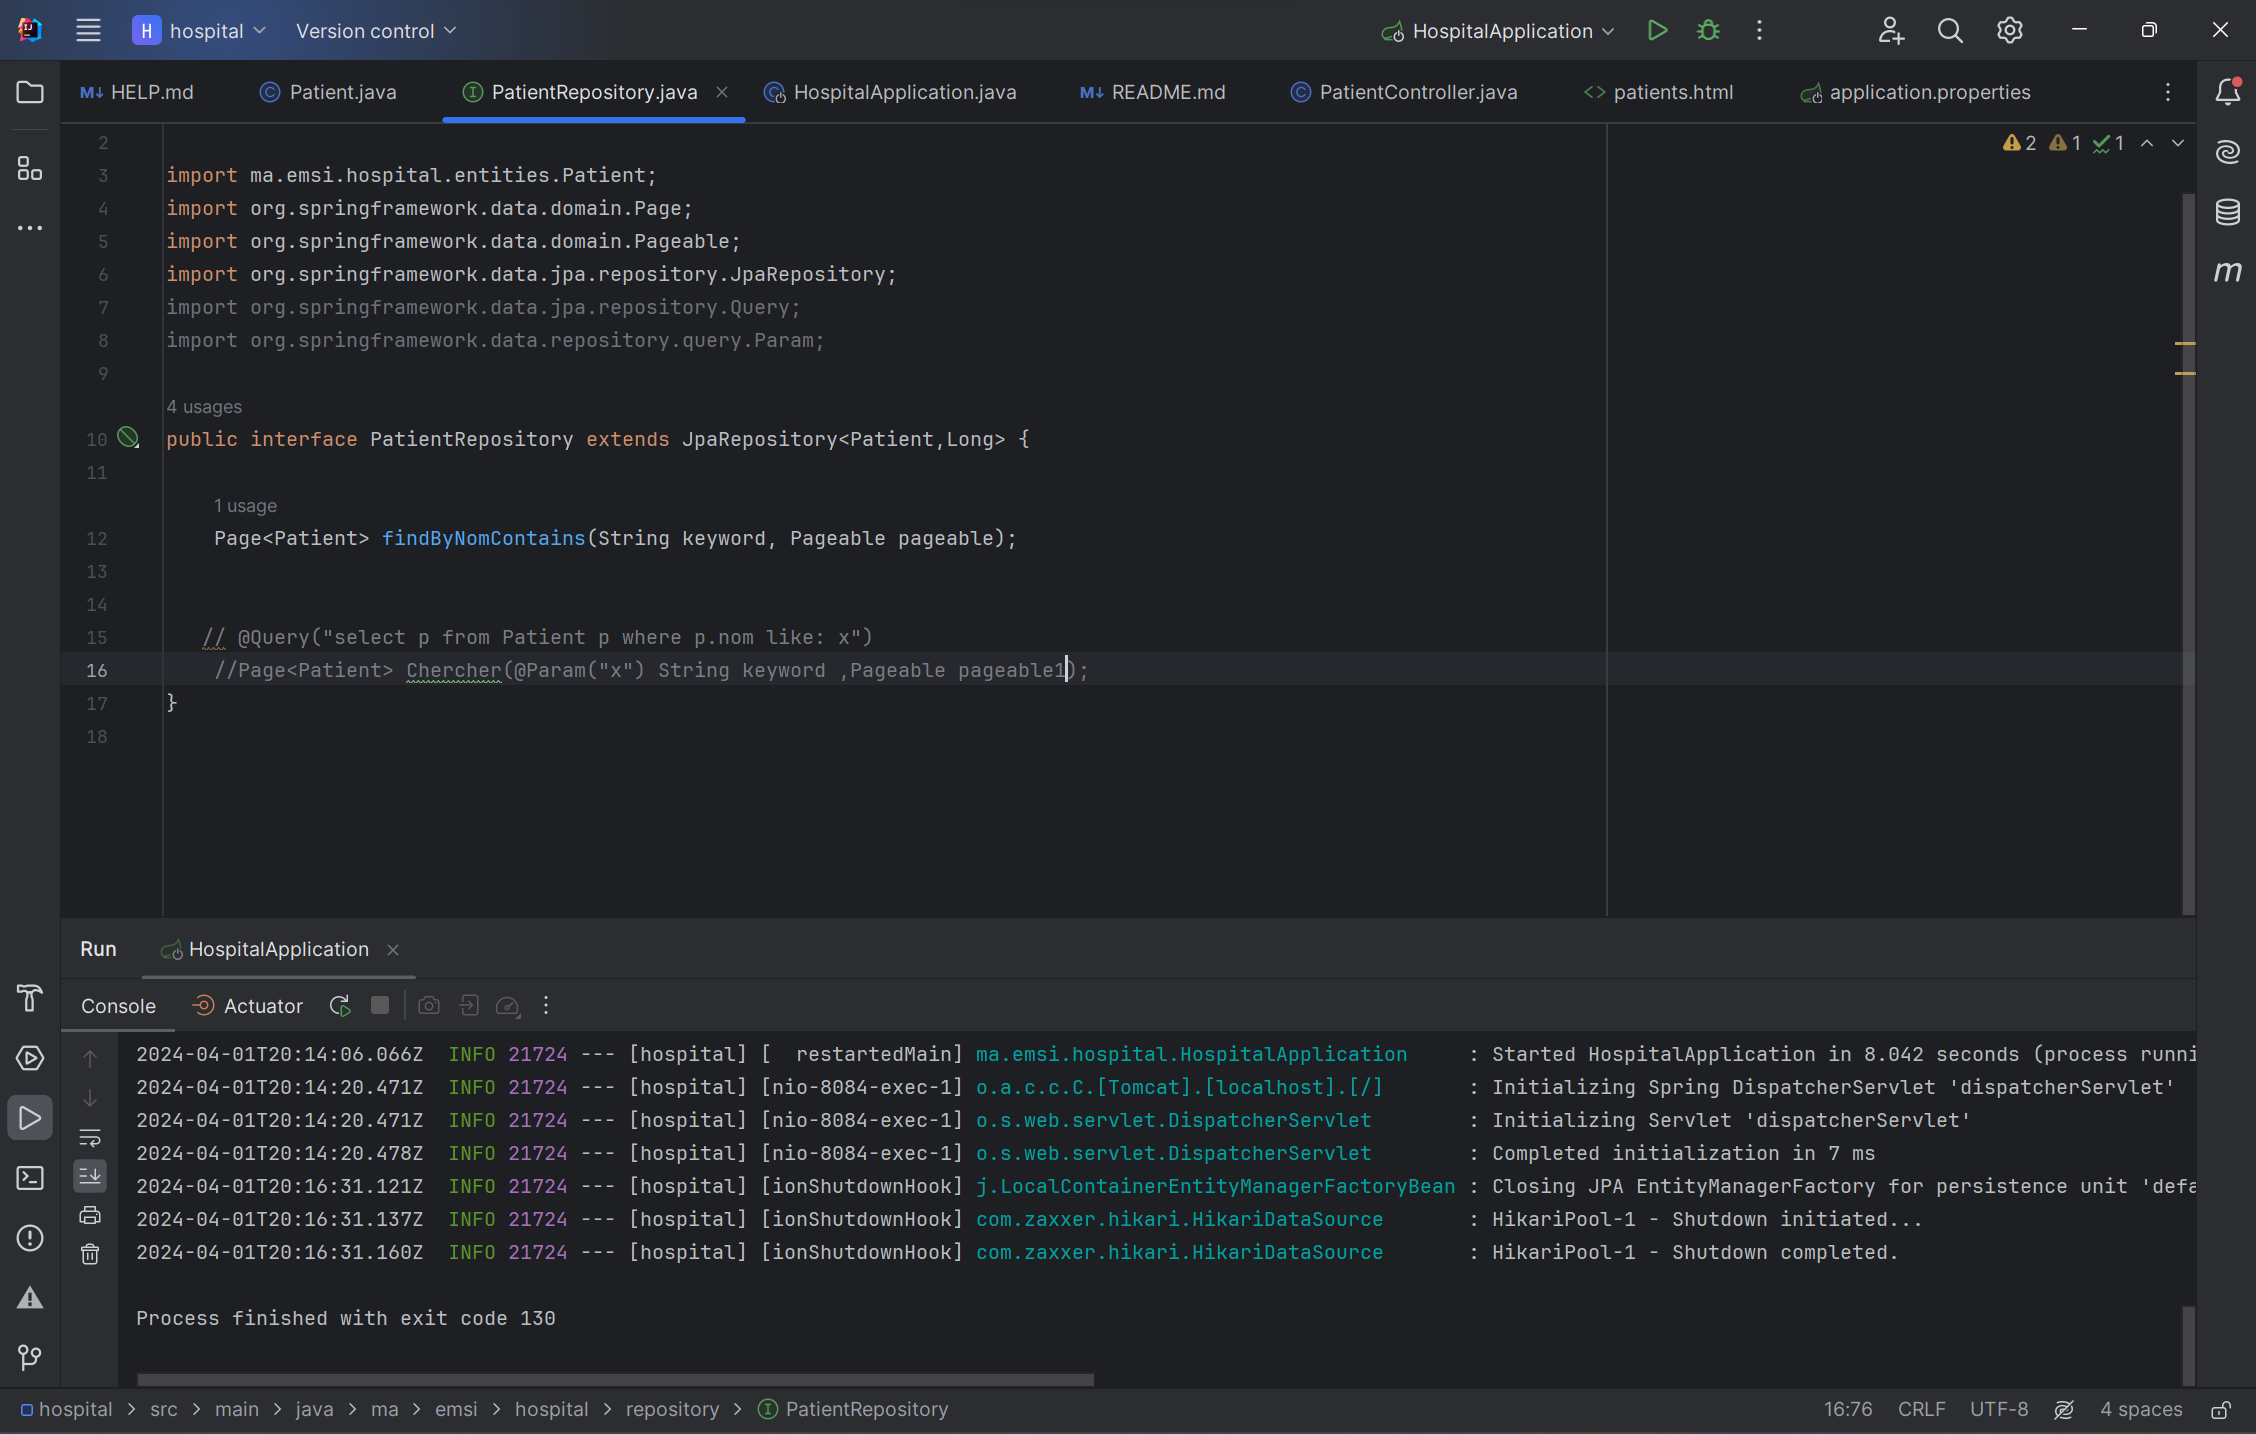 H hospital Version control HospitalApplication
M↓ HELP.md Patient.java PatientRepository.java HospitalApplication.java M↓ README.md PatientController.java patients.html application.properties
2 2 1 1
3 import ma.emsi.hospital.entities.Patient;
4 import org.springframework.data.domain.Page;
5 import org.springframework.data.domain.Pageable;
6 import org.springframework.data.jpa.repository.JpaRepository;
7 import org.springframework.data.jpa.repository.Query;
8 import org.springframework.data.repository.query.Param;
9
4 usages
10 public interface PatientRepository extends JpaRepository<Patient,Long> {
11
1 usage
12 Page<Patient> findByNomContains(String keyword, Pageable pageable);
13
14
15 // @Query("select p from Patient p where p.nom like: x")
16 //Page<Patient> Chercher(@Param("x") String keyword ,Pageable pageable1);
17 }
18
Run HospitalApplication
Console Actuator
2024-04-01T20:14:06.066Z INFO 21724 --- [hospital] [  restartedMain] ma.emsi.hospital.HospitalApplication : Started HospitalApplication in 8.042 seconds (process runni
2024-04-01T20:14:20.471Z INFO 21724 --- [hospital] [nio-8084-exec-1] o.a.c.c.C.[Tomcat].[localhost].[/] : Initializing Spring DispatcherServlet 'dispatcherServlet'
2024-04-01T20:14:20.471Z INFO 21724 --- [hospital] [nio-8084-exec-1] o.s.web.servlet.DispatcherServlet : Initializing Servlet 'dispatcherServlet'
2024-04-01T20:14:20.478Z INFO 21724 --- [hospital] [nio-8084-exec-1] o.s.web.servlet.DispatcherServlet : Completed initialization in 7 ms
2024-04-01T20:16:31.121Z INFO 21724 --- [hospital] [ionShutdownHook] j.LocalContainerEntityManagerFactoryBean : Closing JPA EntityManagerFactory for persistence unit 'defa
2024-04-01T20:16:31.137Z INFO 21724 --- [hospital] [ionShutdownHook] com.zaxxer.hikari.HikariDataSource : HikariPool-1 - Shutdown initiated...
2024-04-01T20:16:31.160Z INFO 21724 --- [hospital] [ionShutdownHook] com.zaxxer.hikari.HikariDataSource : HikariPool-1 - Shutdown completed.
Process finished with exit code 130
hospital > src > main > java > ma > emsi > hospital > repository > PatientRepository 16:76 CRLF UTF-8 4 spaces